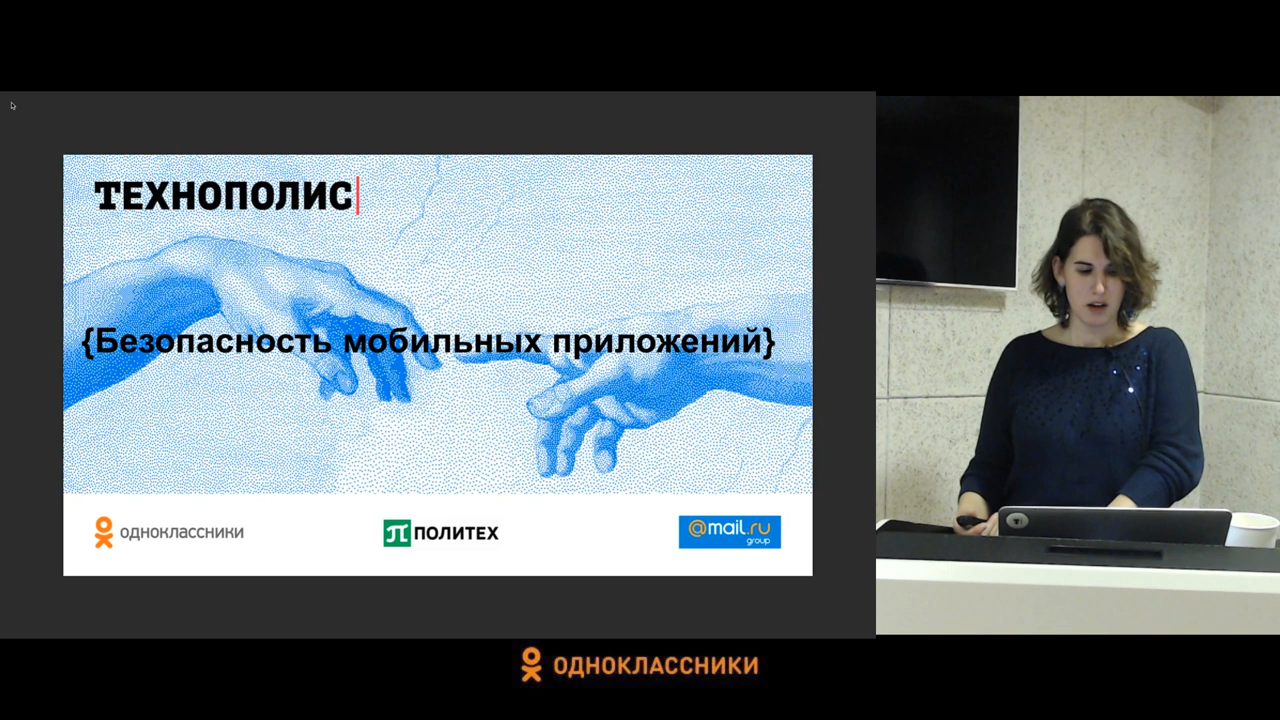 ТЕХНОПОЛИС
{Безопасность мобильных приложений}
одноклассники
ПОЛИТЕХ
@mail.ru
group
одноклассники